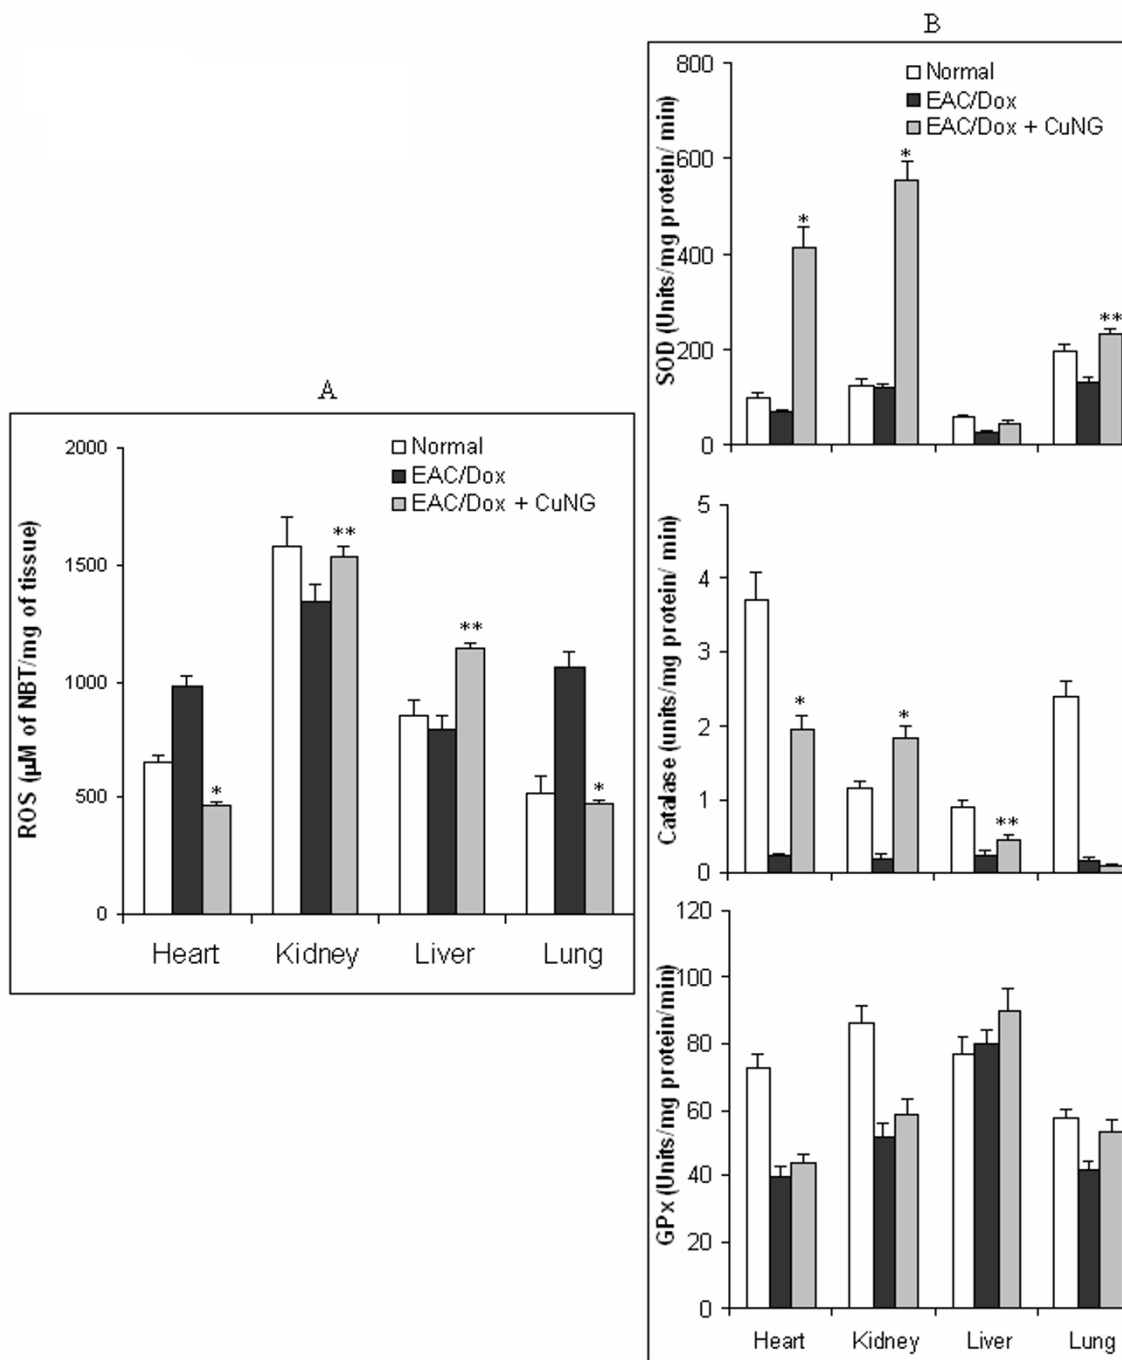 A
ROS (µM of NBT/mg of tissue)
2000
1500
1000
500
0
Normal
EAC/Dox
EAC/Dox + CuNG
*
**
**
*
Heart Kidney Liver Lung
B
SOD (Units/mg protein/ min)
800
600
400
200
0
Normal
EAC/Dox
EAC/Dox + CuNG
*
*
**
Catalase (units/mg protein/ min)
5
4
3
2
1
0
*
*
**
GPx (Units/mg protein/min)
120
100
80
60
40
20
0
Heart Kidney Liver Lung